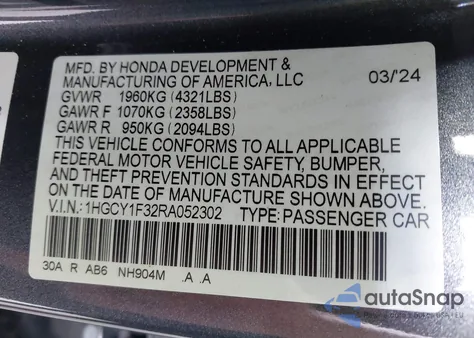 MFD. BY HONDA DEVELOPMENT &
MANUFACTURING OF AMERICA, LLC 03/24
GVWR 1960KG (4321LBS)
GAWR F 1070KG (2358LBS)
GAWR R 950KG (2094LBS)
THIS VEHICLE CONFORMS TO ALL APPLICABLE
FEDERAL MOTOR VEHICLE SAFETY, BUMPER,
AND THEFT PREVENTION STANDARDS IN EFFECT
ON THE DATE OF MANUFACTURE SHOWN ABOVE.
V.I.N.: 1HGCY1F32RA052302 TYPE: PASSENGER CAR
30A R AB6 NH904M .A .A
autoSnap